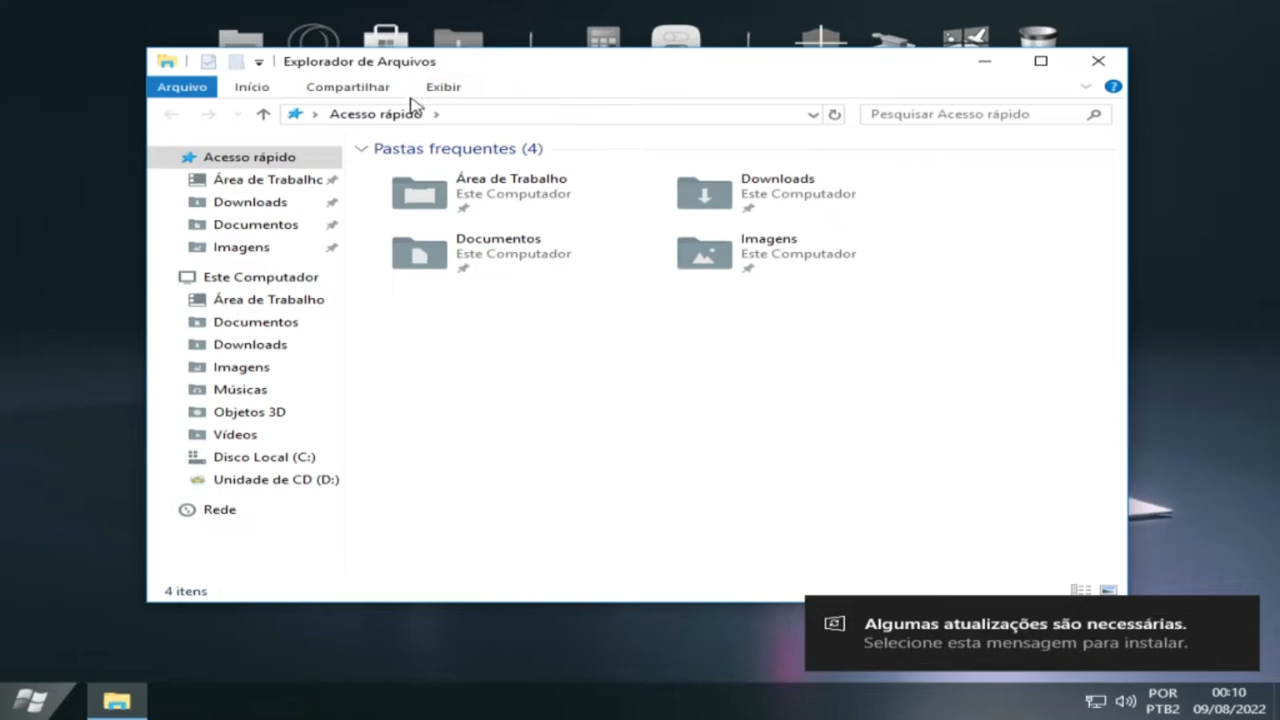 Explorador de Arquivos
Arquivo
Início
Compartilhar
Exibir
Acesso rápido
Pesquisar Acesso rápido
Acesso rápido
Área de Trabalhc
Downloads
Documentos
Imagens
Este Computador
Área de Trabalho
Documentos
Downloads
Imagens
Músicas
Objetos 3D
Vídeos
Disco Local (C:)
Unidade de CD (D:)
Rede
Pastas frequentes (4)
Área de Trabalho
Este Computador
Downloads
Este Computador
Documentos
Este Computador
Imagens
Este Computador
4 itens
Algumas atualizações são necessárias.
Selecione esta mensagem para instalar.
POR
PTB2
00:10
09/08/2022